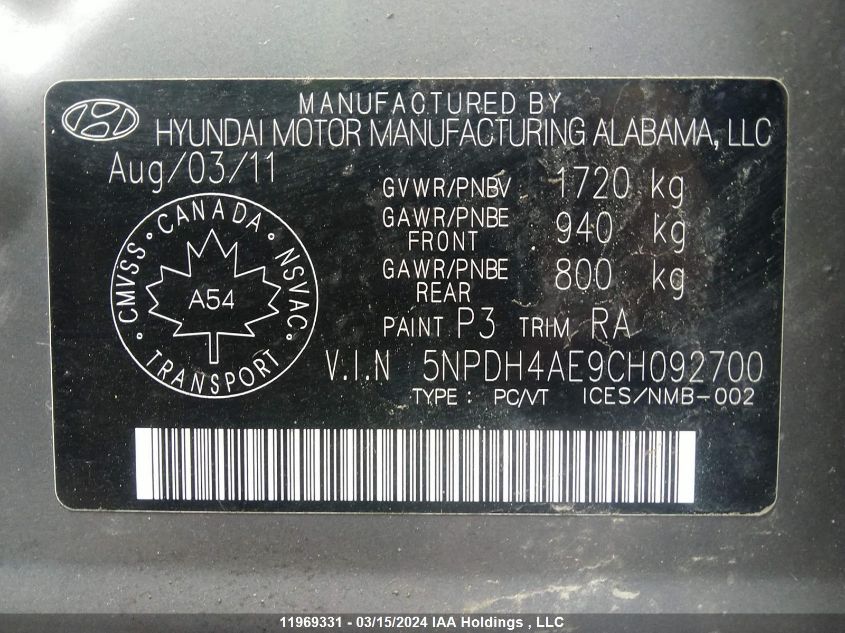 MANUFACTURED BY
HYUNDAI MOTOR MANUFACTURING ALABAMA, LLC
Aug/03/11
GVWR/PNBV 1720 kg
GAWR/PNBE FRONT 940 kg
GAWR/PNBE REAR 800 kg
PAINT P3 TRIM RA
CMVSS • CANADA • NSVAC • TRANSPORT •
A54
V.I.N 5NPDH4AE9CH092700
TYPE : PC/VT ICES/NMB-002
11969331 - 03/15/2024 IAA Holdings , LLC